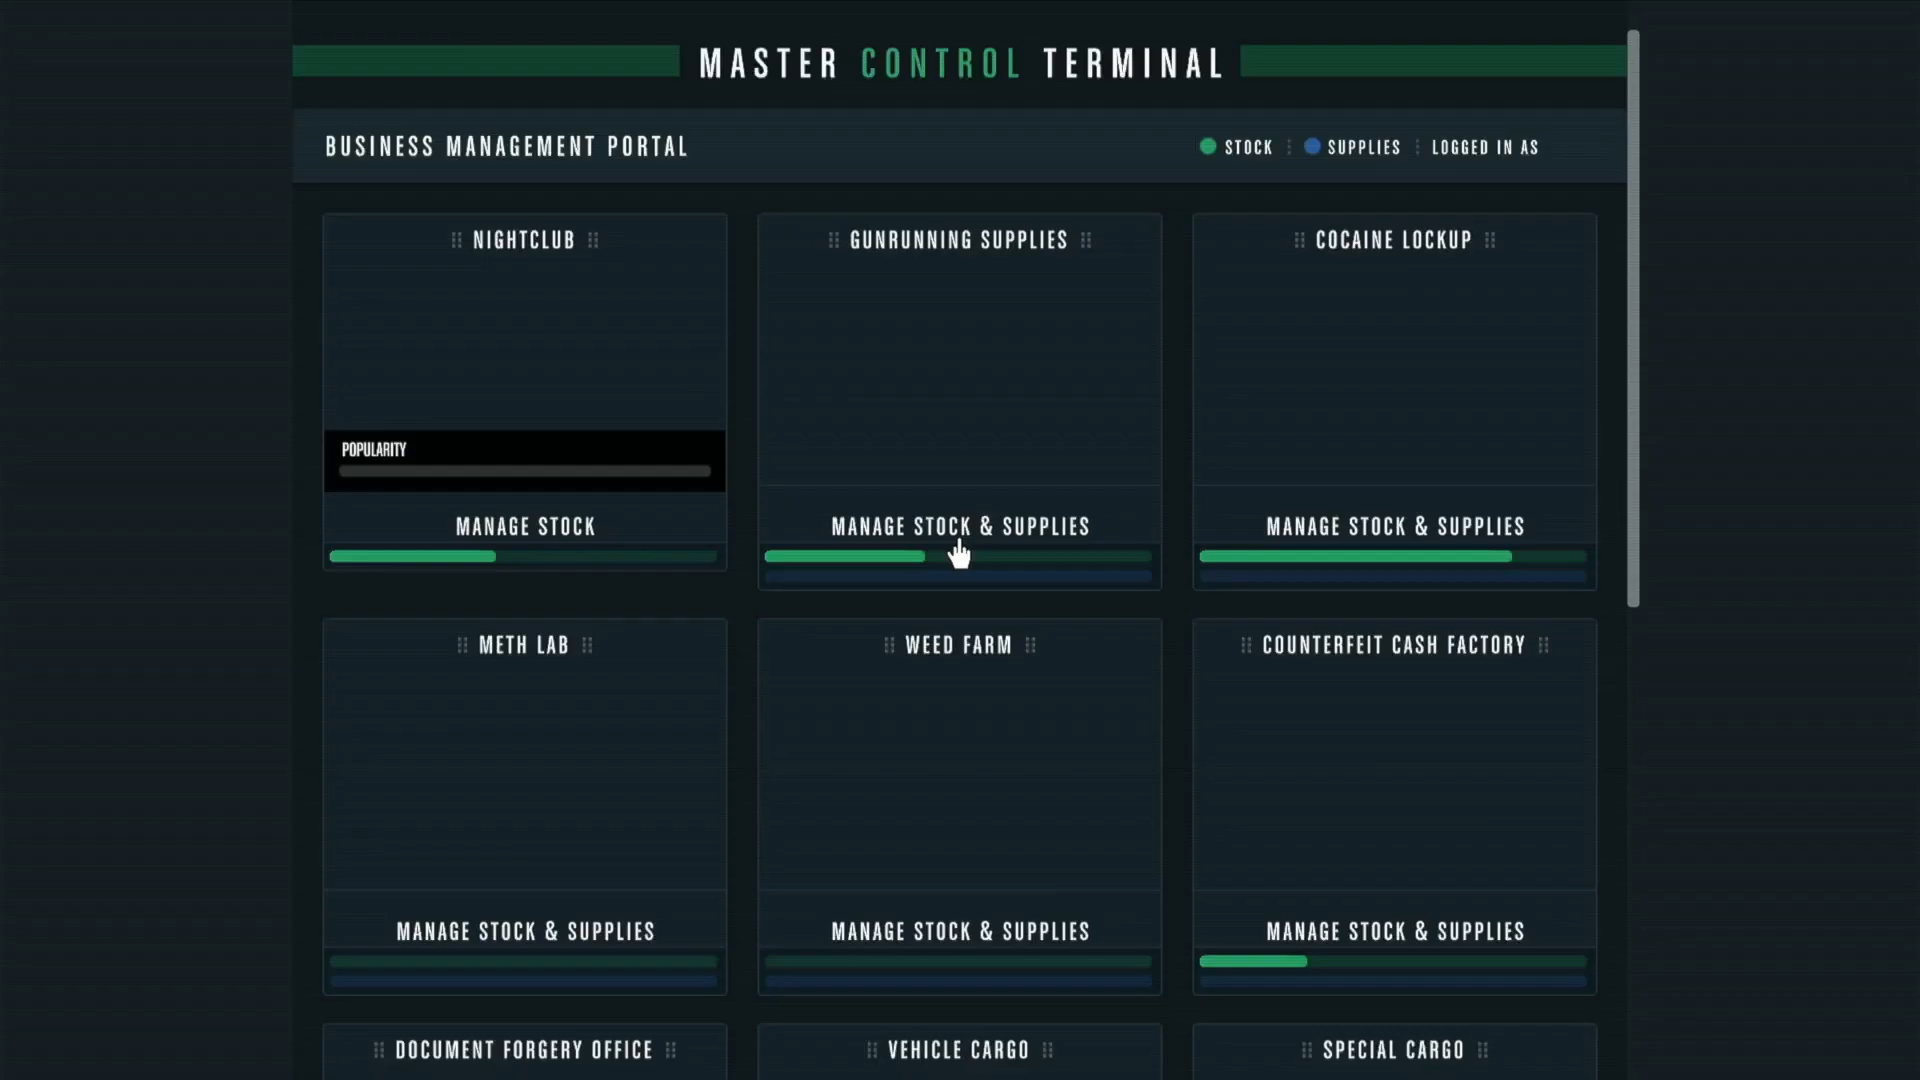 MASTER CONTROL TERMINAL
BUSINESS MANAGEMENT PORTAL
STOCK
SUPPLIES
LOGGED IN AS
NIGHTCLUB
GUNRUNNING SUPPLIES
COCAINE LOCKUP
POPULARITY
MANAGE STOCK
MANAGE STOCK & SUPPLIES
MANAGE STOCK & SUPPLIES
METH LAB
WEED FARM
COUNTERFEIT CASH FACTORY
MANAGE STOCK & SUPPLIES
MANAGE STOCK & SUPPLIES
MANAGE STOCK & SUPPLIES
DOCUMENT FORGERY OFFICE
VEHICLE CARGO
SPECIAL CARGO